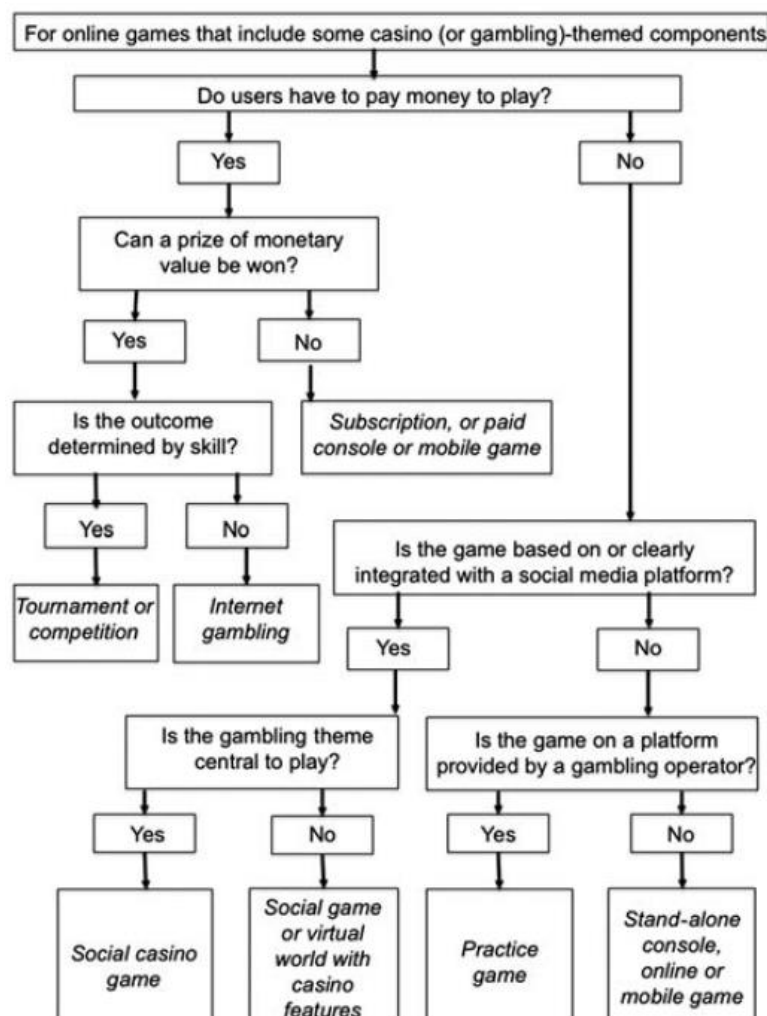 For online games that include some casino (or gambling)-themed components
Do users have to pay money to play?
Yes
No
Can a prize of monetary
value be won?
Yes
No
Is the outcome
determined by skill?
Subscription, or paid
console or mobile game
Yes
No
Tournament or
competition
Internet
gambling
Is the game based on or clearly
integrated with a social media platform?
Yes
No
Is the gambling theme
central to play?
Is the game on a platform
provided by a gambling operator?
Yes
No
Yes
No
Social casino
game
Social game
or virtual
world with
casino
features
Practice
game
Stand-alone
console,
online or
mobile game